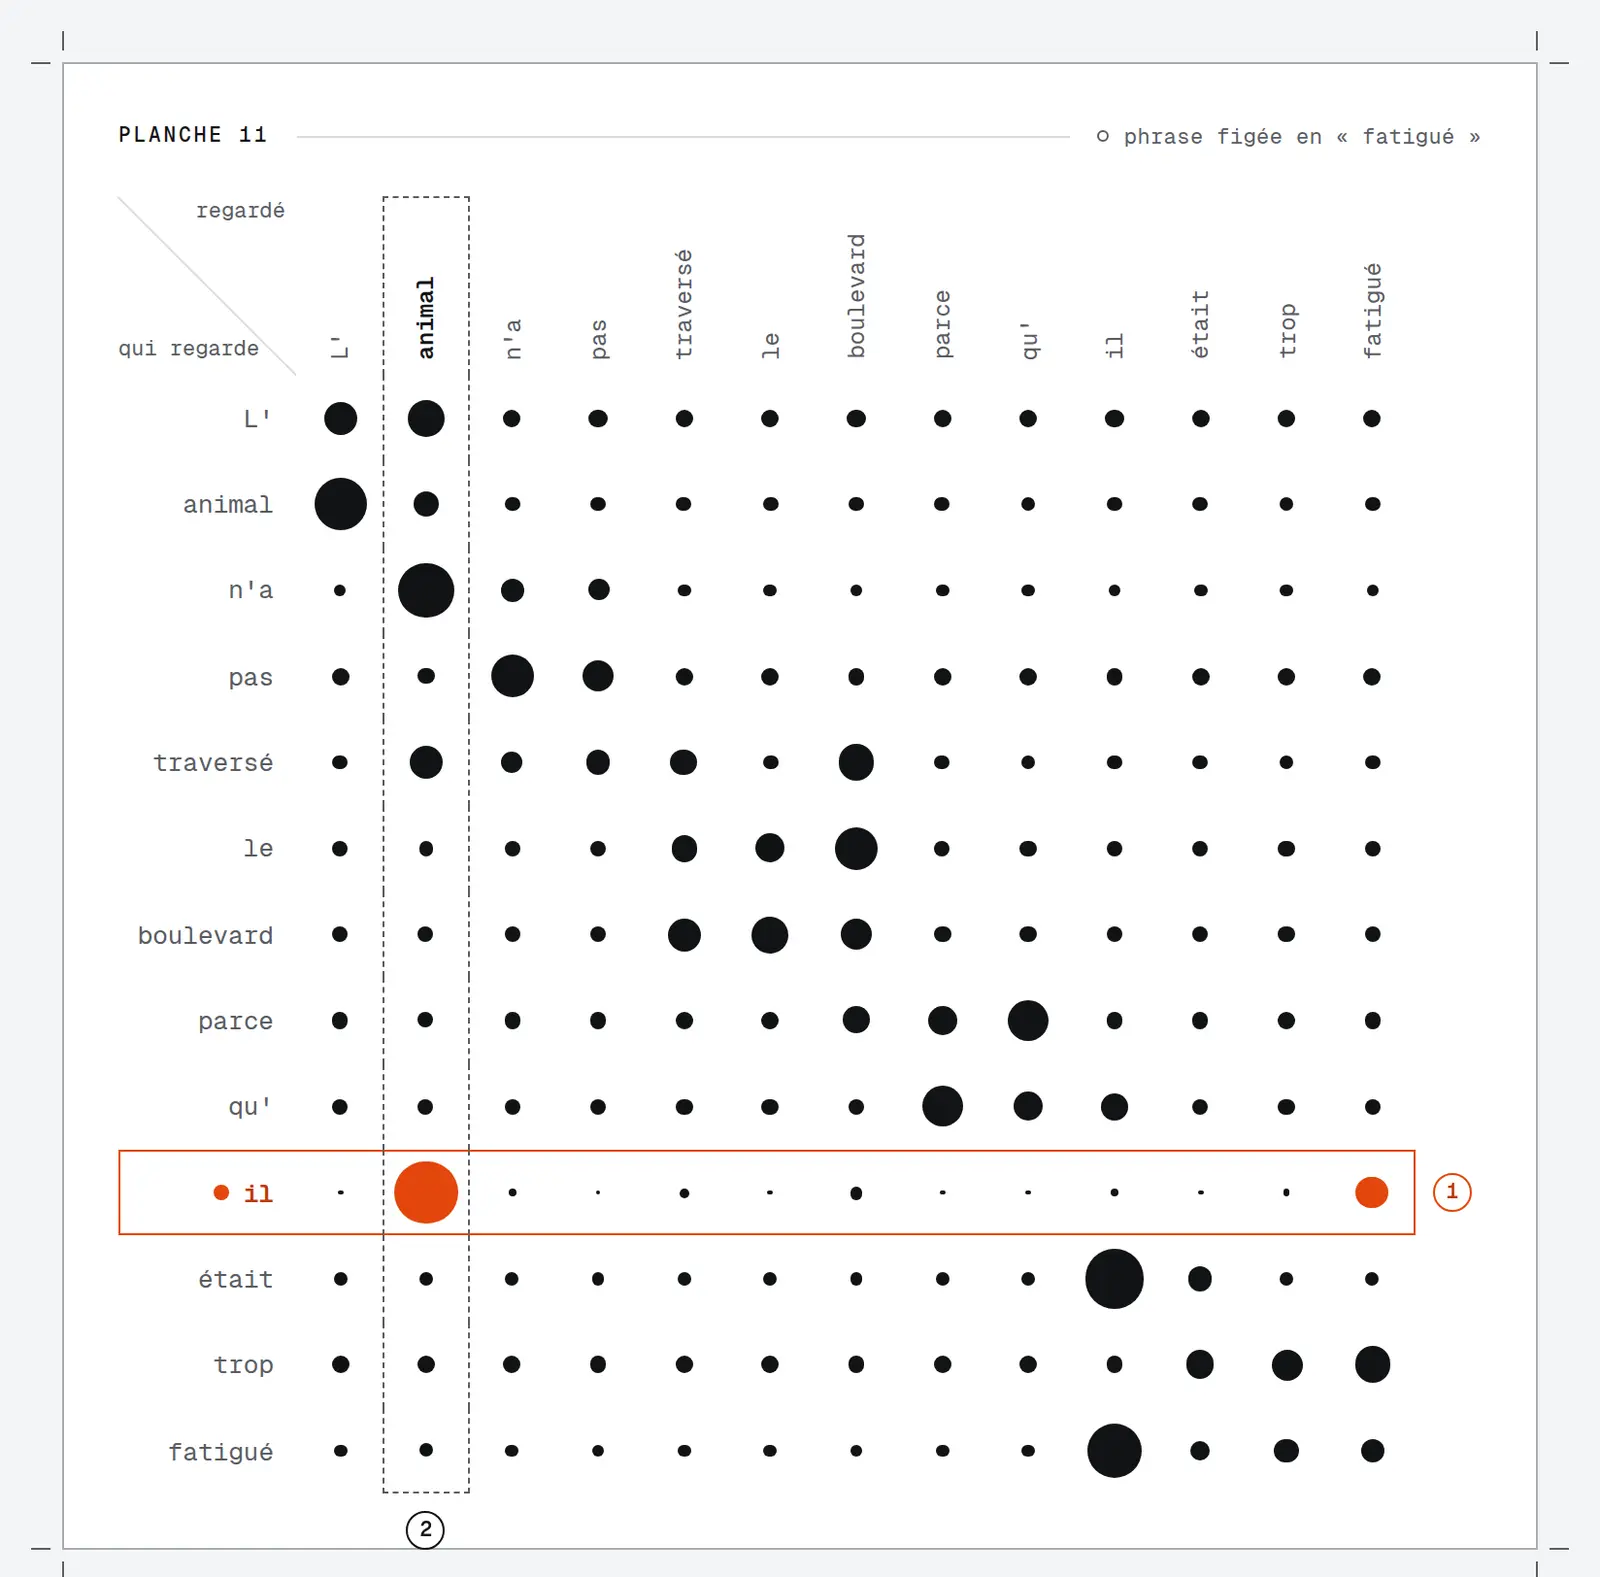 PLANCHE 11
phrase figée en « fatigué »
regardé
qui regarde
L'
animal
n'a
pas
traversé
le
boulevard
parce
qu'
il
était
trop
fatigué
L'
animal
n'a
pas
traversé
le
boulevard
parce
qu'
il
1
était
trop
fatigué
2